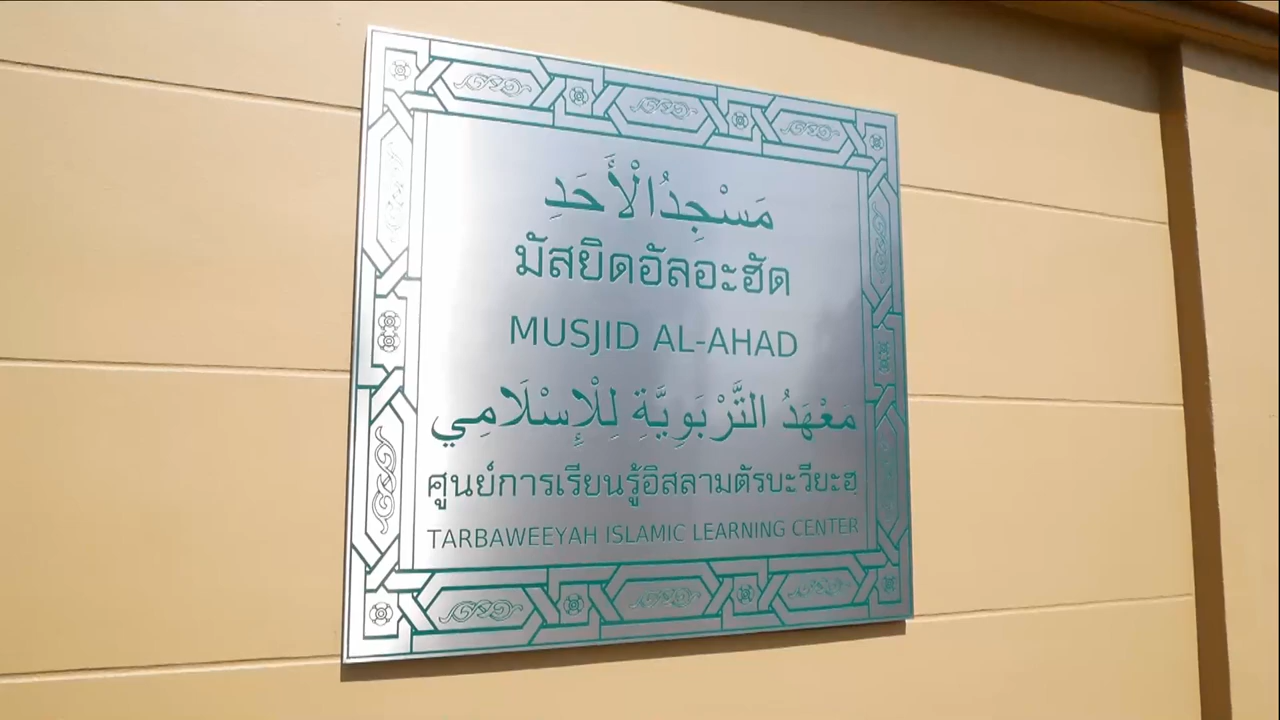 مَسْجِدُالْأَحَدِ
มัสยิดอัลอะฮัด
MUSJID AL-AHAD
مَعْهَدُ التَّرْبَوِيَّةِ لِلْإِسْلَامِي
ศูนย์การเรียนรู้อิสลามตัรบะวียะฮฺ
TARBAWEEYAH ISLAMIC LEARNING CENTER